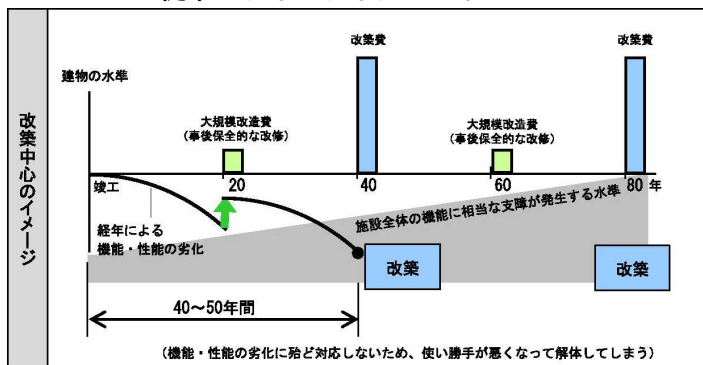 改築中心のイメージ
建物の水準
改築費
改築費
大規模改造費
（事後保全的な改修）
大規模改造費
（事後保全的な改修）
竣工
20
40
60
80 年
経年による
機能・性能の劣化
施設全体の機能に相当な支障が発生する水準
改築
改築
40～50年間
（機能・性能の劣化に殆ど対応しないため、使い勝手が悪くなって解体してしまう）